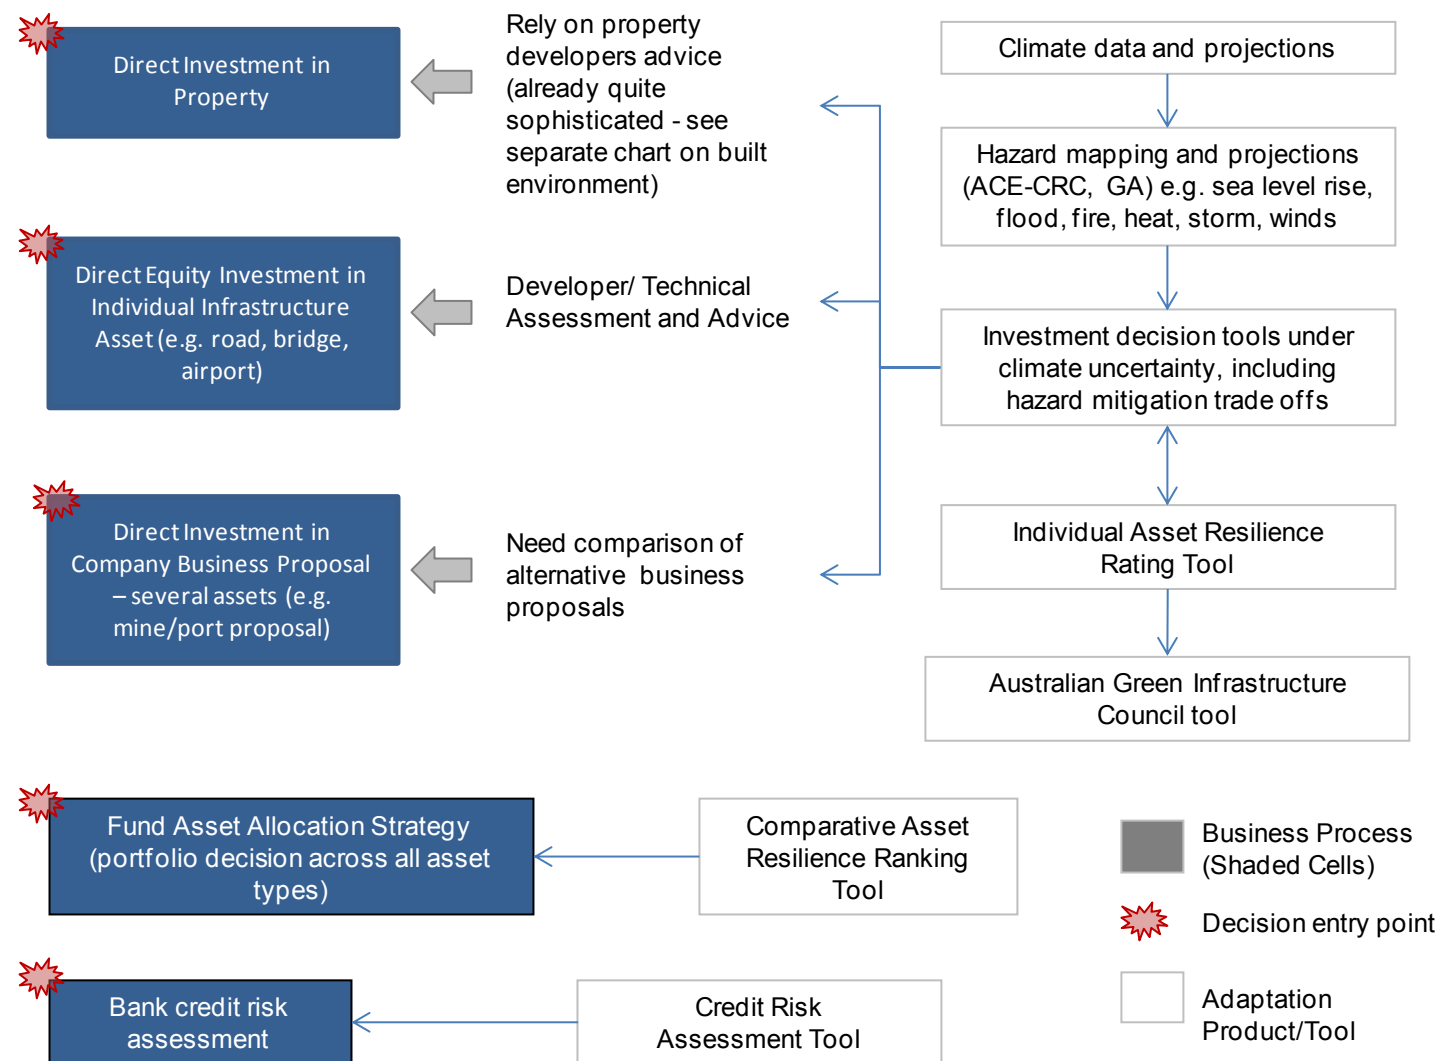 Direct Investment in
Property
Rely on property
developers advice
(already quite
sophisticated - see
separate chart on built
environment)
Climate data and projections
Hazard mapping and projections
(ACE-CRC, GA) e.g. sea level rise,
flood, fire, heat, storm, winds
Direct Equity Investment in
Individual Infrastructure
Asset (e.g. road, bridge,
airport)
Developer/ Technical
Assessment and Advice
Investment decision tools under
climate uncertainty, including
hazard mitigation trade offs
Direct Investment in
Company Business Proposal
– several assets (e.g.
mine/port proposal)
Need comparison of
alternative business
proposals
Individual Asset Resilience
Rating Tool
Australian Green Infrastructure
Council tool
Fund Asset Allocation Strategy
(portfolio decision across all asset
types)
Comparative Asset
Resilience Ranking
Tool
Business Process
(Shaded Cells)
Decision entry point
Bank credit risk
assessment
Credit Risk
Assessment Tool
Adaptation
Product/Tool